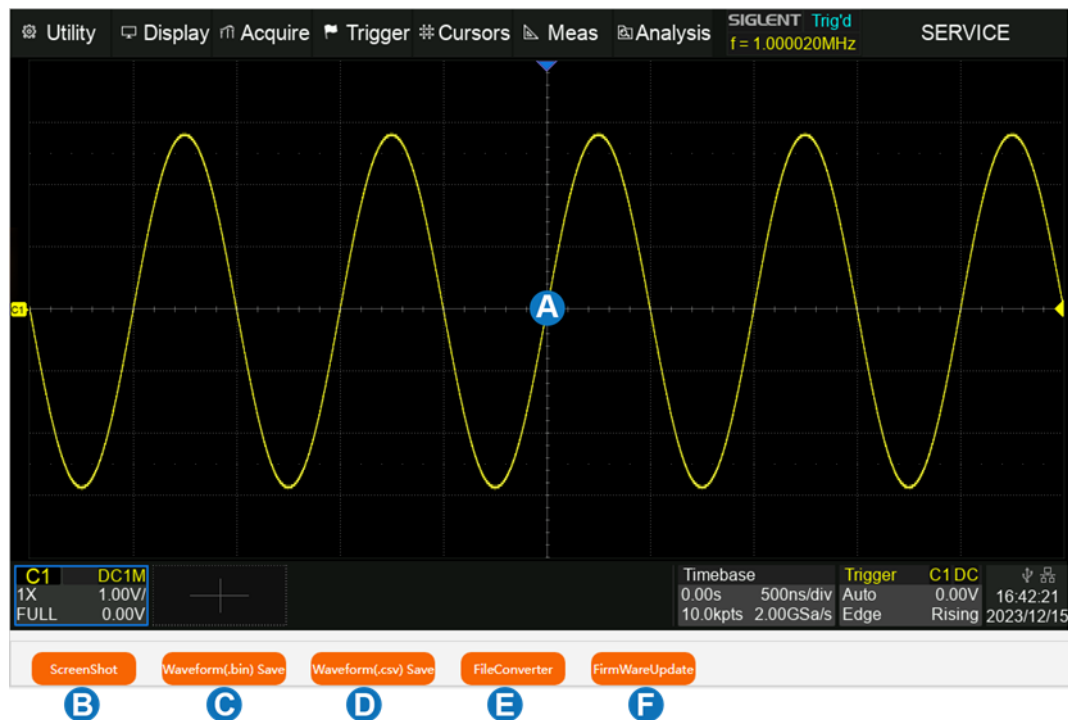 Utility Display Acquire Trigger Cursors Meas Analysis SIGLENT Trig'd SERVICE
f = 1.000020MHz
A
C1
C1 DC1M
1X 1.00V/
FULL 0.00V
Timebase
0.00s 500ns/div
10.0kpts 2.00GSa/s
Trigger C1 DC
Auto 0.00V
Edge Rising
16:42:21
2023/12/15
ScreenShot Waveform(.bin) Save Waveform(.csv) Save FileConverter FirmWareUpdate
B C D E F